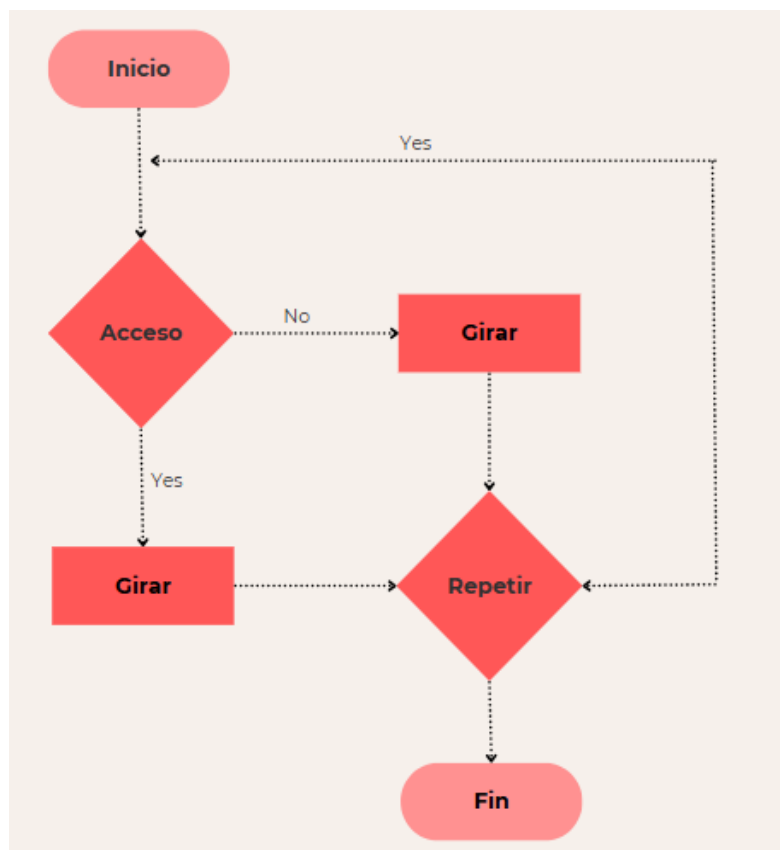 Inicio
Yes
Acceso
No
Girar
Yes
Girar
Repetir
Fin